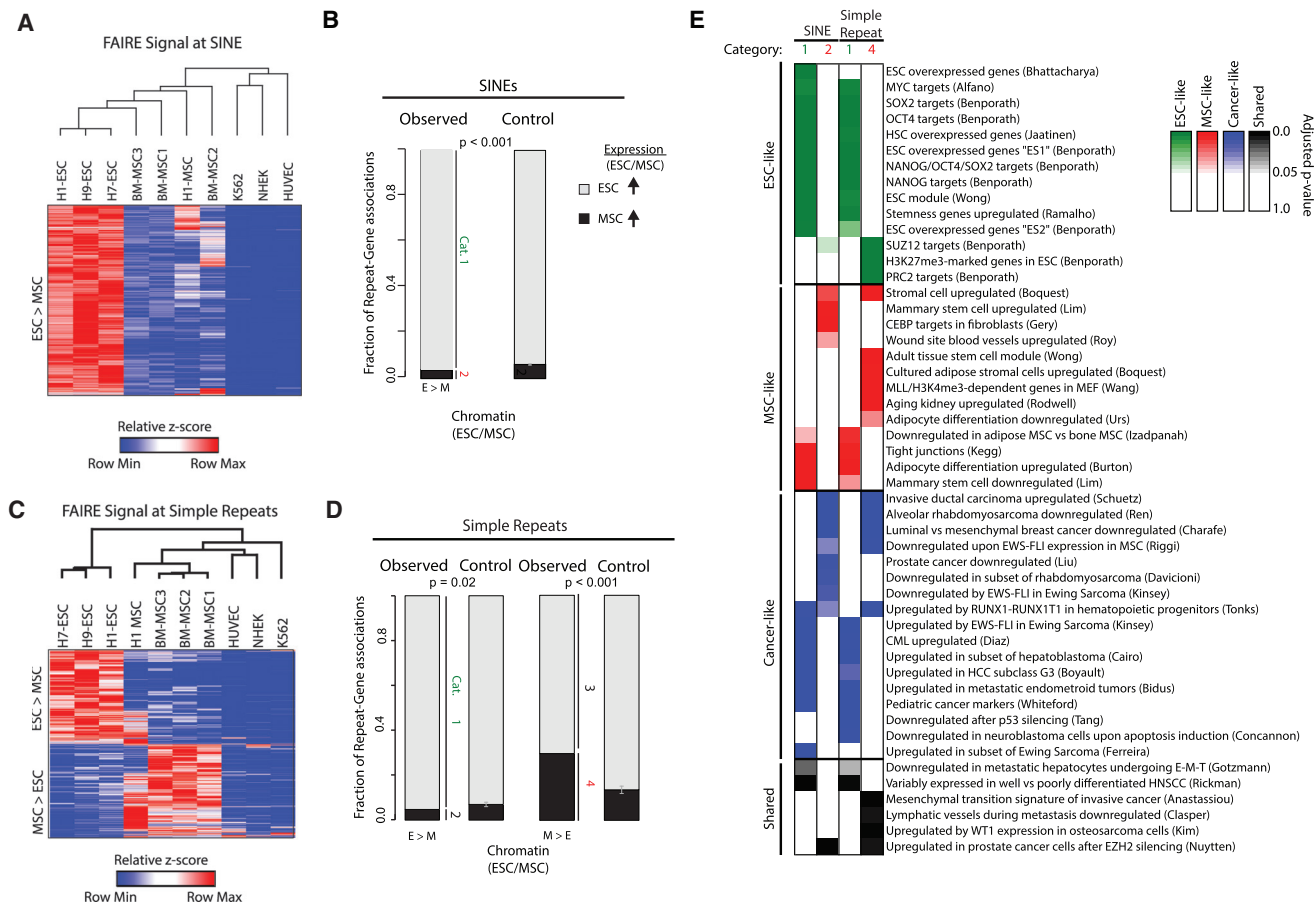 A
FAIRE Signal at SINE
H1-ESC
H9-ESC
H7-ESC
BM-MSC3
BM-MSC1
H1-MSC
BM-MSC2
K562
NHEK
HUVEC
ESC > MSC
Relative z-score
Row Min
Row Max
B
SINEs
Observed
Control
p < 0.001
Fraction of Repeat-Gene associations
0.8
0.4
0.0
Cat. 1
2
2
E > M
Chromatin
(ESC/MSC)
Expression
(ESC/MSC)
ESC
MSC
C
FAIRE Signal at Simple Repeats
H7-ESC
H9-ESC
H1-ESC
H1 MSC
BM-MSC3
BM-MSC2
BM-MSC1
HUVEC
NHEK
K562
ESC > MSC
MSC > ESC
Relative z-score
Row Min
Row Max
D
Simple Repeats
Observed
Control
Observed
Control
p = 0.02
p < 0.001
Fraction of Repeat-Gene associations
0.8
0.4
0.0
Cat. 1
2
3
4
E > M
M > E
Chromatin
(ESC/MSC)
E
SINE
Simple
Repeat
Category:
1
2
1
4
ESC-like
ESC overexpressed genes (Bhattacharya)
MYC targets (Alfano)
SOX2 targets (Benporath)
OCT4 targets (Benporath)
HSC overexpressed genes (Jaatinen)
ESC overexpressed genes "ES1" (Benporath)
NANOG/OCT4/SOX2 targets (Benporath)
NANOG targets (Benporath)
ESC module (Wong)
Stemness genes upregulated (Ramalho)
ESC overexpressed genes "ES2" (Benporath)
SUZ12 targets (Benporath)
H3K27me3-marked genes in ESC (Benporath)
PRC2 targets (Benporath)
MSC-like
Stromal cell upregulated (Boquest)
Mammary stem cell upregulated (Lim)
CEBP targets in fibroblasts (Gery)
Wound site blood vessels upregulated (Roy)
Adult tissue stem cell module (Wong)
Cultured adipose stromal cells upregulated (Boquest)
MLL/H3K4me3-dependent genes in MEF (Wang)
Aging kidney upregulated (Rodwell)
Adipocyte differentiation downregulated (Urs)
Downregulated in adipose MSC vs bone MSC (Izadpanah)
Tight junctions (Kegg)
Adipocyte differentiation upregulated (Burton)
Mammary stem cell downregulated (Lim)
Cancer-like
Invasive ductal carcinoma upregulated (Schuetz)
Alveolar rhabdomyosarcoma downregulated (Ren)
Luminal vs mesenchymal breast cancer downregulated (Charafe)
Downregulated upon EWS-FLI expression in MSC (Riggi)
Prostate cancer downregulated (Liu)
Downregulated in subset of rhabdomyosarcoma (Davicioni)
Downregulated by EWS-FLI in Ewing Sarcoma (Kinsey)
Upregulated by RUNX1-RUNX1T1 in hematopoietic progenitors (Tonks)
Upregulated by EWS-FLI in Ewing Sarcoma (Kinsey)
CML upregulated (Diaz)
Upregulated in subset of hepatoblastoma (Cairo)
Upregulated in HCC subclass G3 (Boyault)
Upregulated in metastatic endometroid tumors (Bidus)
Pediatric cancer markers (Whiteford)
Downregulated after p53 silencing (Tang)
Downregulated in neuroblastoma cells upon apoptosis induction (Concannon)
Upregulated in subset of Ewing Sarcoma (Ferreira)
Shared
Downregulated in metastatic hepatocytes undergoing E-M-T (Gotzmann)
Variably expressed in well vs poorly differentiated HNSCC (Rickman)
Mesenchymal transition signature of invasive cancer (Anastassiou)
Lymphatic vessels during metastasis downregulated (Clasper)
Upregulated by WT1 expression in osteosarcoma cells (Kim)
Upregulated in prostate cancer cells after EZH2 silencing (Nuytten)
ESC-like
MSC-like
Cancer-like
Shared
0.0
0.05
1.0
Adjusted p-value